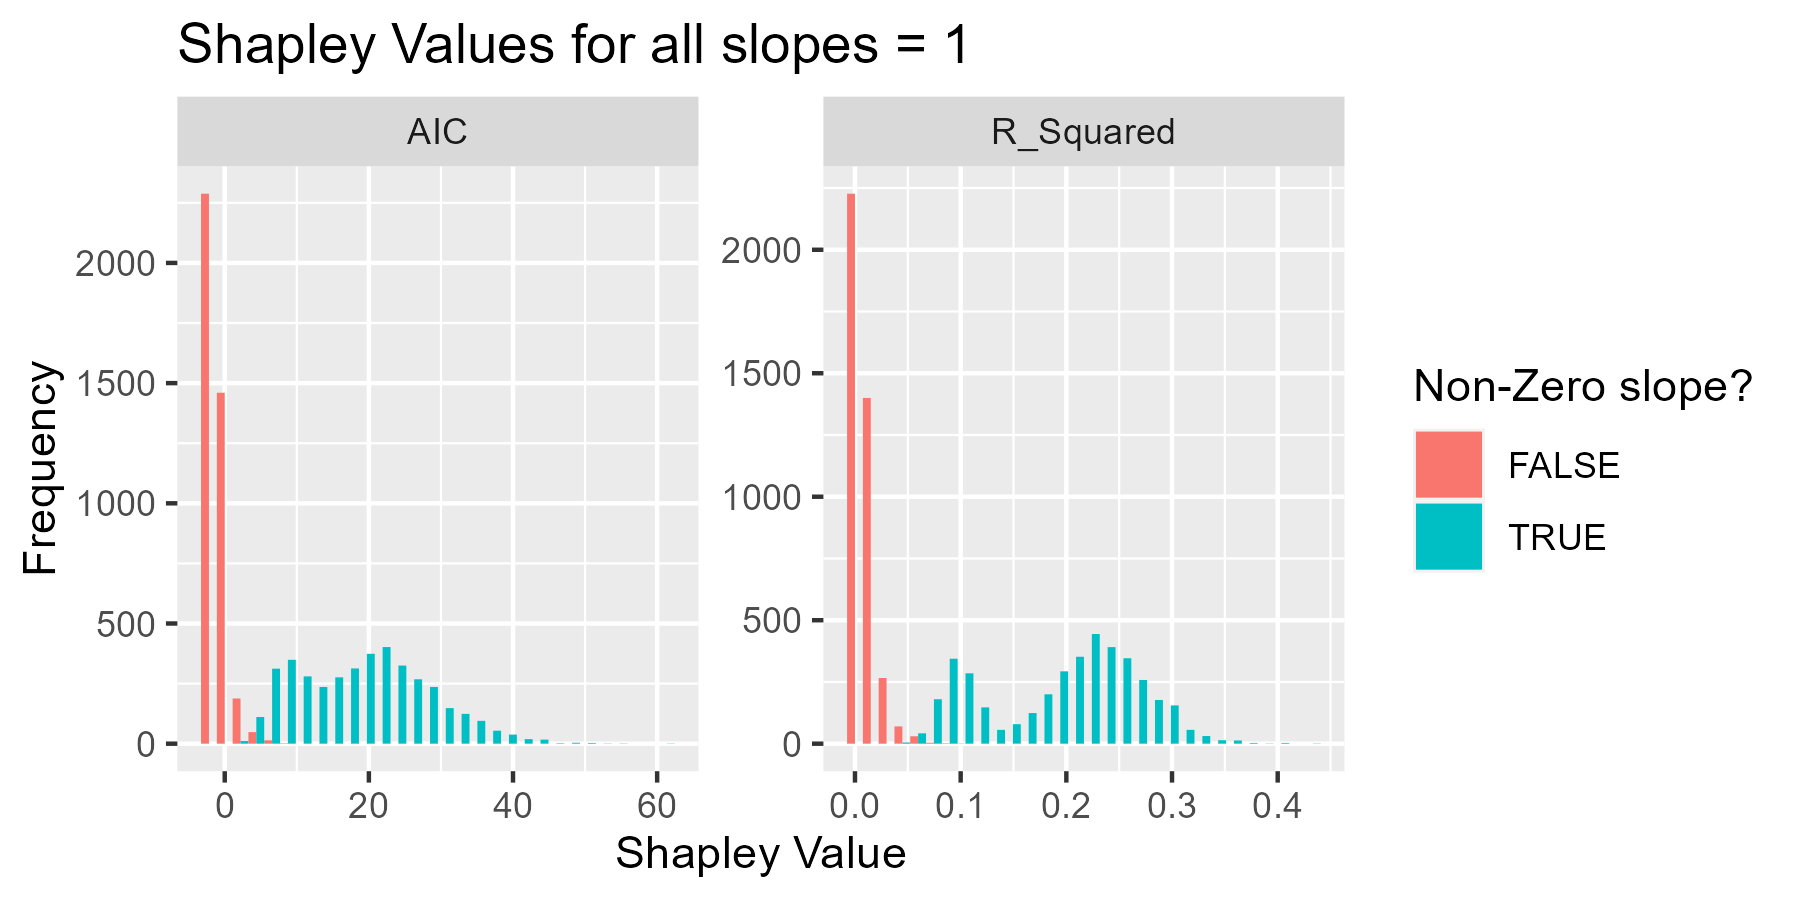 Shapley Values for all slopes = 1
AIC
R_Squared
Frequency
2000
1500
1000
500
0
2000
1500
1000
500
0
0 20 40 60
0.0 0.1 0.2 0.3 0.4
Shapley Value
Non-Zero slope?
FALSE
TRUE